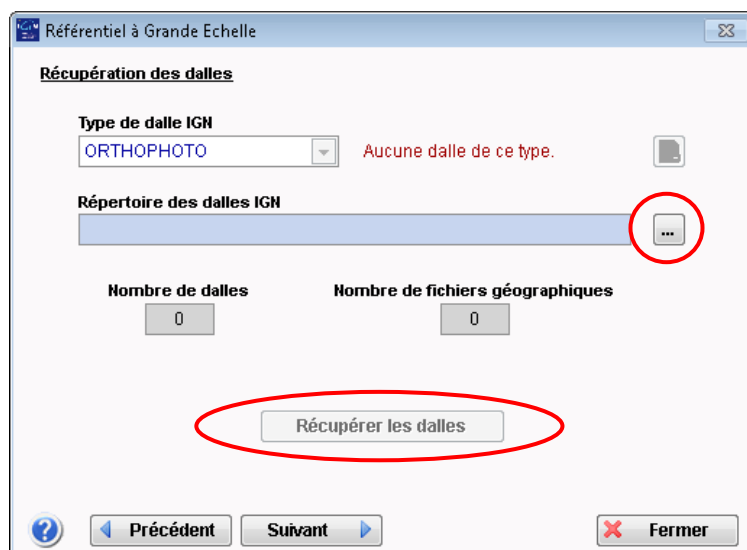 Référentiel à Grande Echelle
Récupération des dalles
Type de dalle IGN
ORTHOPHOTO
Aucune dalle de ce type.
Répertoire des dalles IGN
...
Nombre de dalles
Nombre de fichiers géographiques
0
0
Récupérer les dalles
?
Précédent
Suivant
Fermer